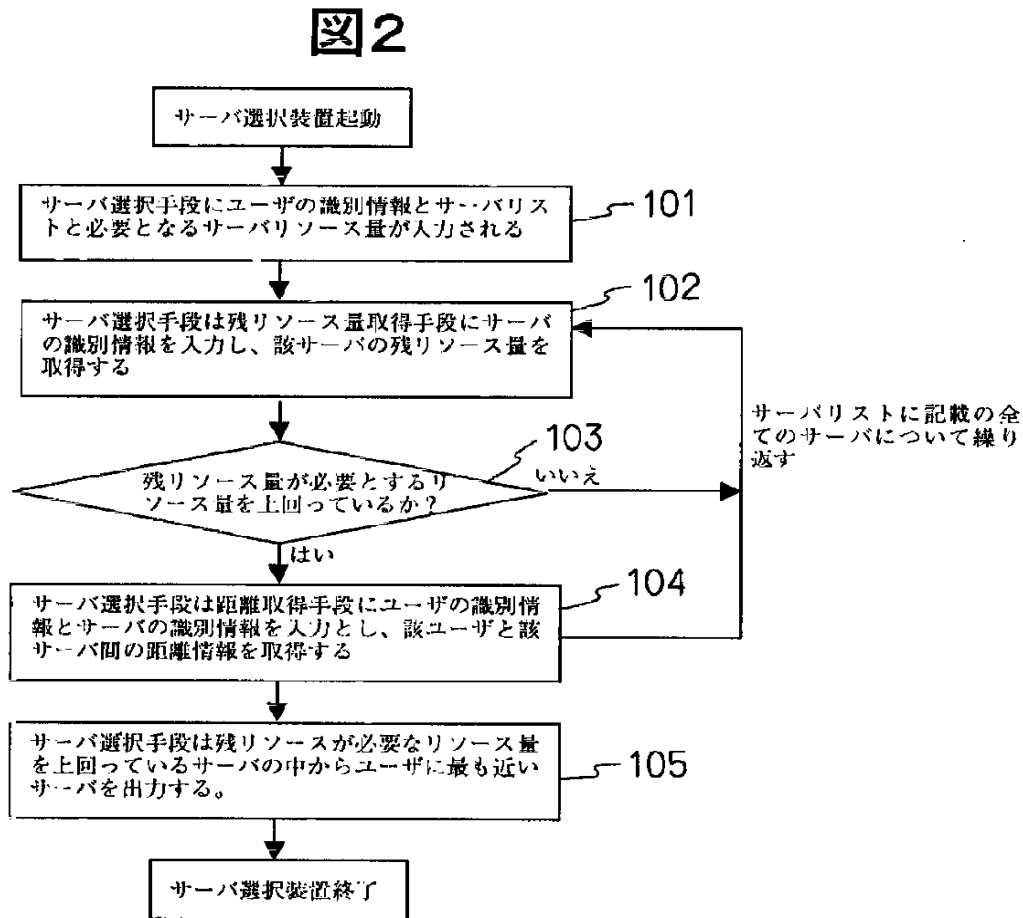 図2
サーバ選択装置起動
サーバ選択手段にユーザの識別情報とサーバリス
トと必要となるサーバリソース量が入力される
101
102
サーバ選択手段は残リソース量取得手段にサーバ
の識別情報を入力し、該サーバの残リソース量を
取得する
サーバリストに記載の全
てのサーバについて繰り
返す
103
残リソース量が必要とするリ
ソース量を上回っているか?
いいえ
はい
104
サーバ選択手段は距離取得手段にユーザの識別情
報とサーバの識別情報を入力とし、該ユーザと該
サーバ間の距離情報を取得する
サーバ選択手段は残リソースが必要なリソース量
を上回っているサーバの中からユーザに最も近い
サーバを出力する。
105
サーバ選択装置終了